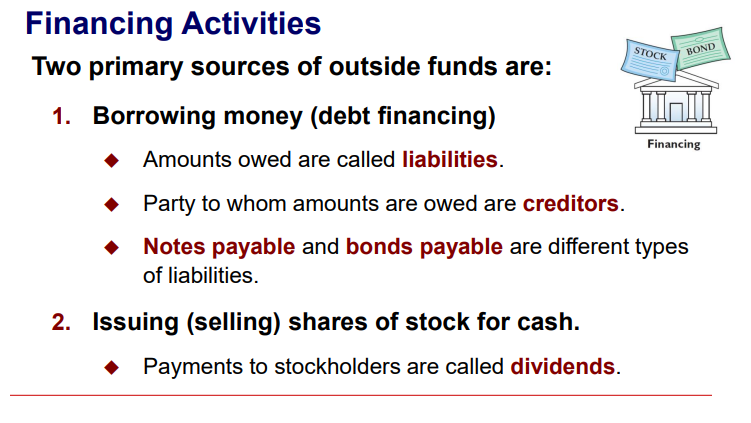 Financing Activities
Two primary sources of outside funds are:
STOCK
BOND
Financing
1. Borrowing money (debt financing)
Amounts owed are called liabilities.
Party to whom amounts are owed are creditors.
Notes payable and bonds payable are different types
of liabilities.
2. Issuing (selling) shares of stock for cash.
Payments to stockholders are called dividends.